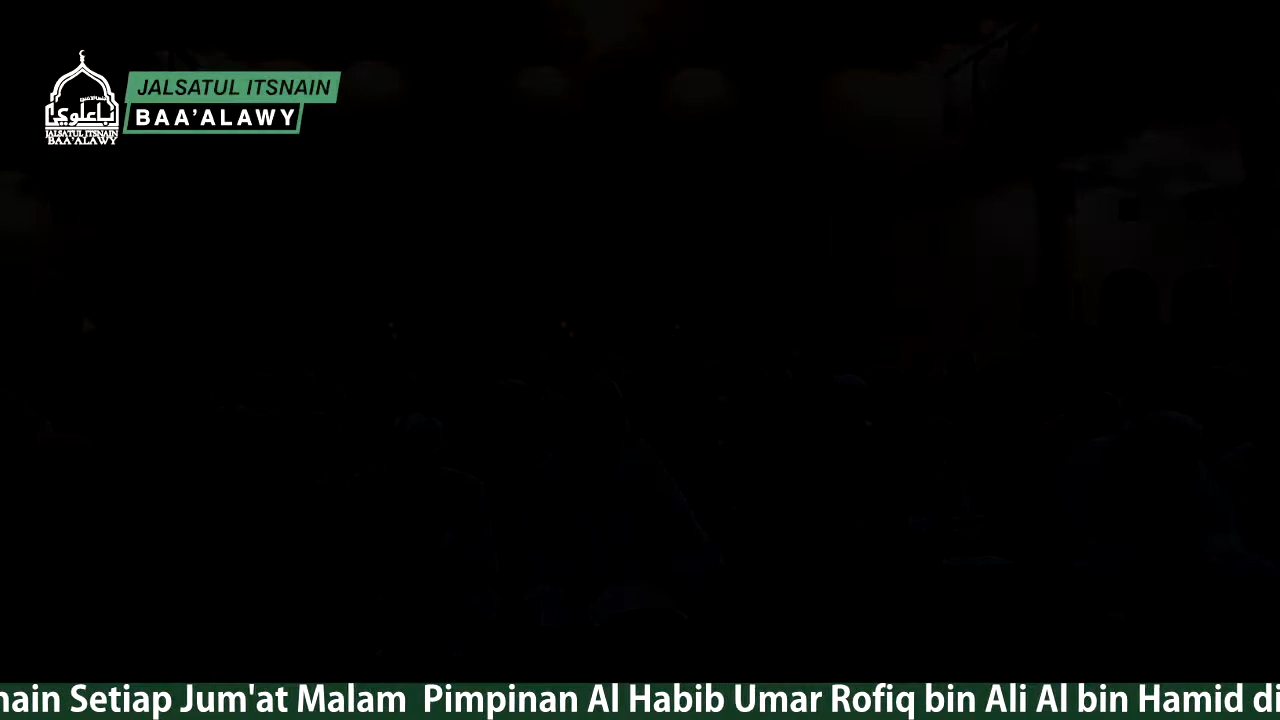 JALSATUL ITSNAIN
BAA'ALAWY
باعلوي
JALSATUL ITSNAIN
BAA'ALAWY
nain Setiap Jum'at Malam Pimpinan Al Habib Umar Rofiq bin Ali Al bin Hamid di